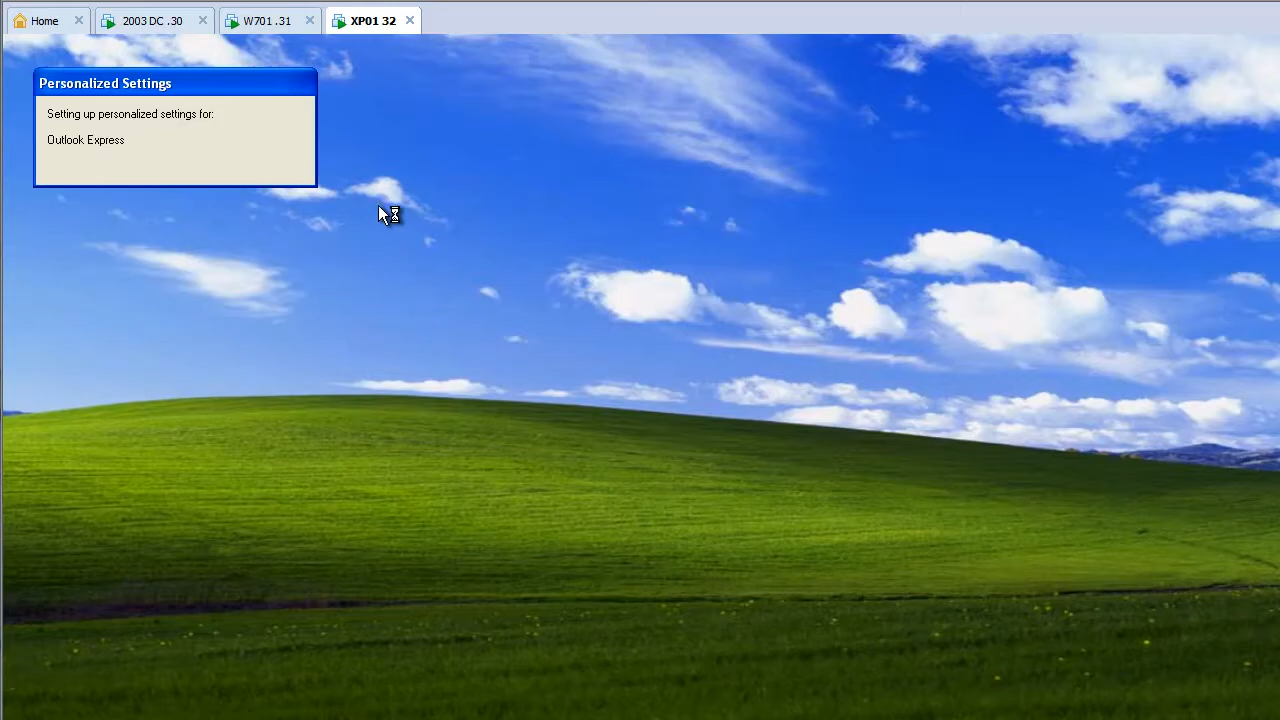 Home
2003 DC .30
W701 .31
XP01 32
Personalized Settings
Setting up personalized settings for:
Outlook Express